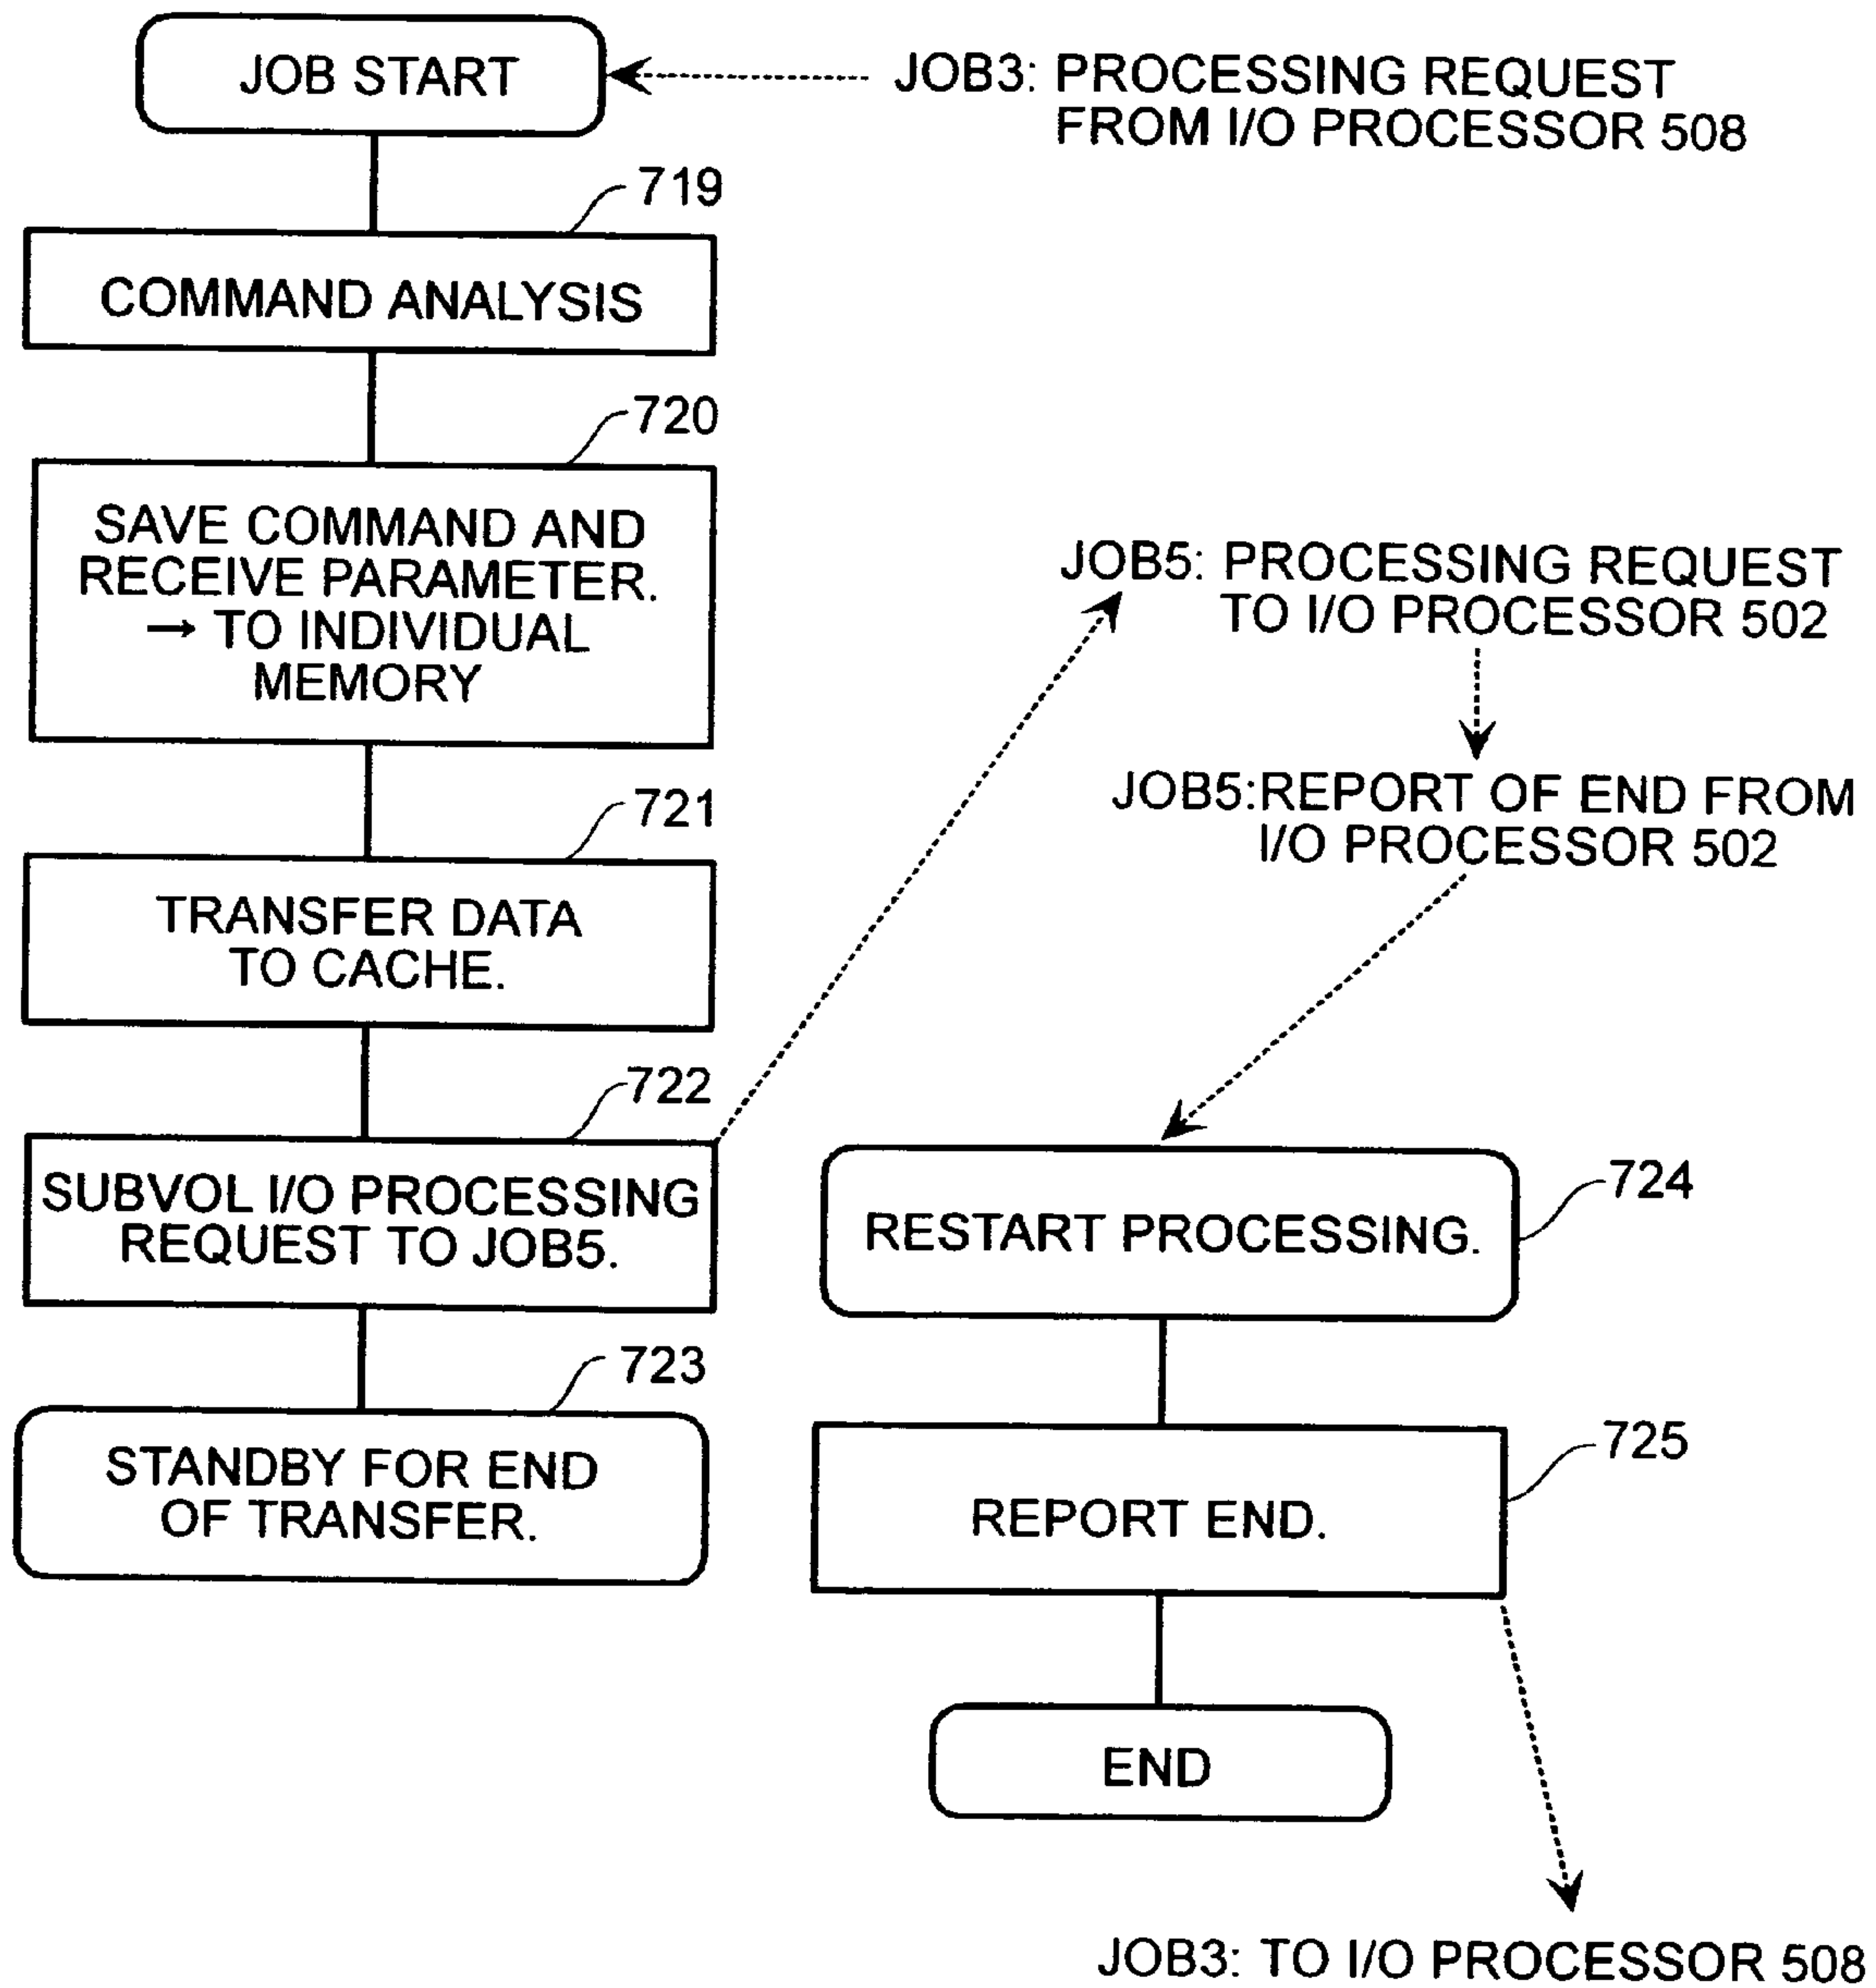 JOB START
JOB3: PROCESSING REQUEST
FROM I/O PROCESSOR 508
719
COMMAND ANALYSIS
720
SAVE COMMAND AND
RECEIVE PARAMETER.
→ TO INDIVIDUAL
MEMORY
721
TRANSFER DATA
TO CACHE.
722
SUBVOL I/O PROCESSING
REQUEST TO JOB5.
723
STANDBY FOR END
OF TRANSFER.
JOB5: PROCESSING REQUEST
TO I/O PROCESSOR 502
JOB5:REPORT OF END FROM
I/O PROCESSOR 502
724
RESTART PROCESSING.
725
REPORT END.
END
JOB3: TO I/O PROCESSOR 508